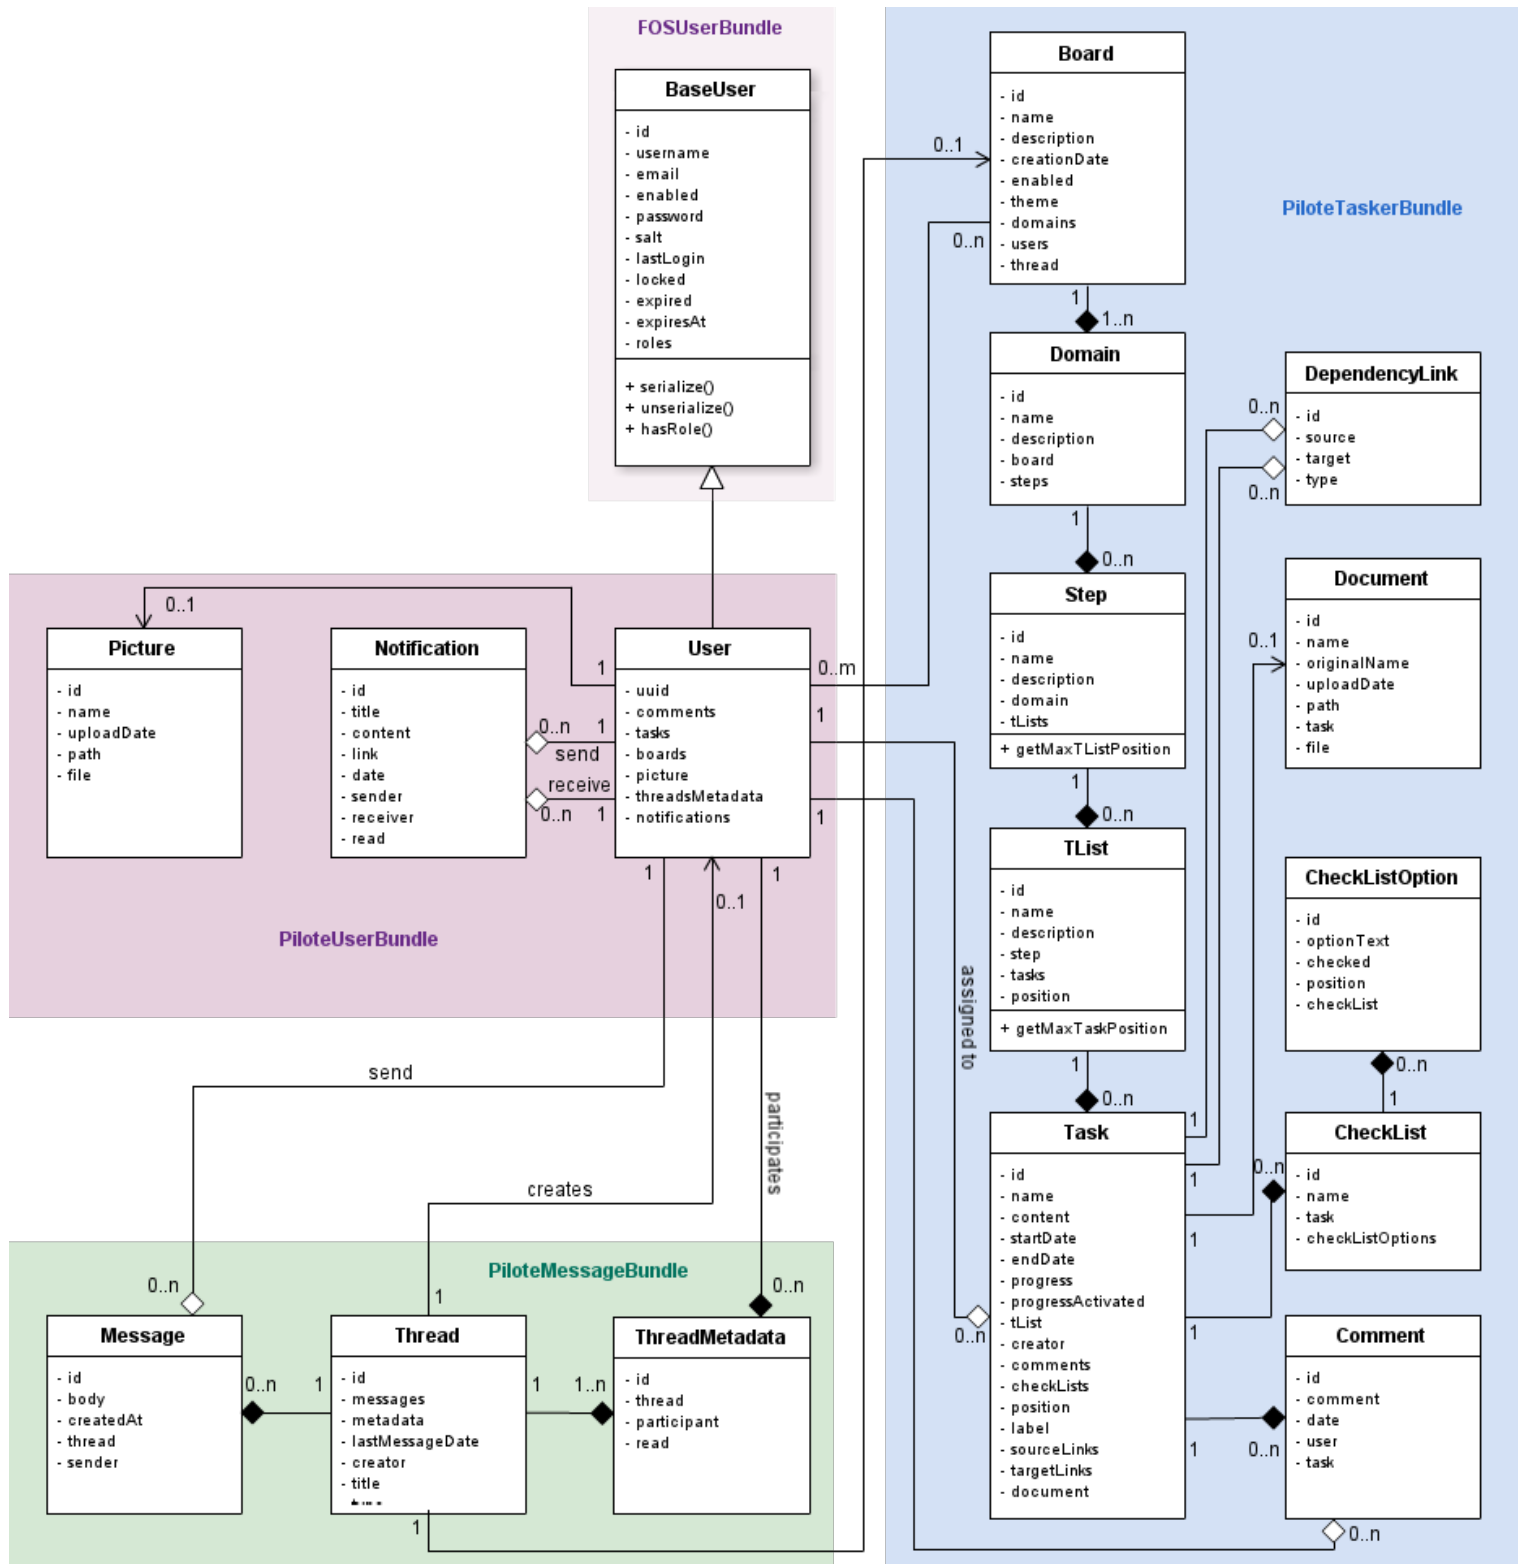 FOSUserBundle
BaseUser
- id
- username
- email
- enabled
- password
- salt
- lastLogin
- locked
- expired
- expiresAt
- roles
+ serialize()
+ unserialize()
+ hasRole()
PiloteUserBundle
0..1
Picture
- id
- name
- uploadDate
- path
- file
Notification
- id
- title
- content
- link
- date
- sender
- receiver
- read
0..n
1
send
receive
0..n
1
1
User
- uuid
- comments
- tasks
- boards
- picture
- threadsMetadata
- notifications
0..m
1
1
1
0..1
1
send
creates
participates
assigned to
PiloteMessageBundle
0..n
1
0..n
Message
- id
- body
- createdAt
- thread
- sender
0..n
1
Thread
- id
- messages
- metadata
- lastMessageDate
- creator
- title
1
1
1..n
ThreadMetadata
- id
- thread
- participant
- read
PiloteTaskerBundle
0..1
0..n
Board
- id
- name
- description
- creationDate
- enabled
- theme
- domains
- users
- thread
1
1..n
Domain
- id
- name
- description
- board
- steps
1
0..n
Step
- id
- name
- description
- domain
- tLists
+ getMaxTListPosition
1
0..n
TList
- id
- name
- description
- step
- tasks
- position
+ getMaxTaskPosition
1
0..n
Task
- id
- name
- content
- startDate
- endDate
- progress
- progressActivated
- tList
- creator
- comments
- checkLists
- position
- label
- sourceLinks
- targetLinks
- document
0..n
1
1
1
1
1
0..n
0..n
DependencyLink
- id
- source
- target
- type
0..1
Document
- id
- name
- originalName
- uploadDate
- path
- task
- file
CheckListOption
- id
- optionText
- checked
- position
- checkList
0..n
1
0..n
CheckList
- id
- name
- task
- checkListOptions
0..n
Comment
- id
- comment
- date
- user
- task
0..n